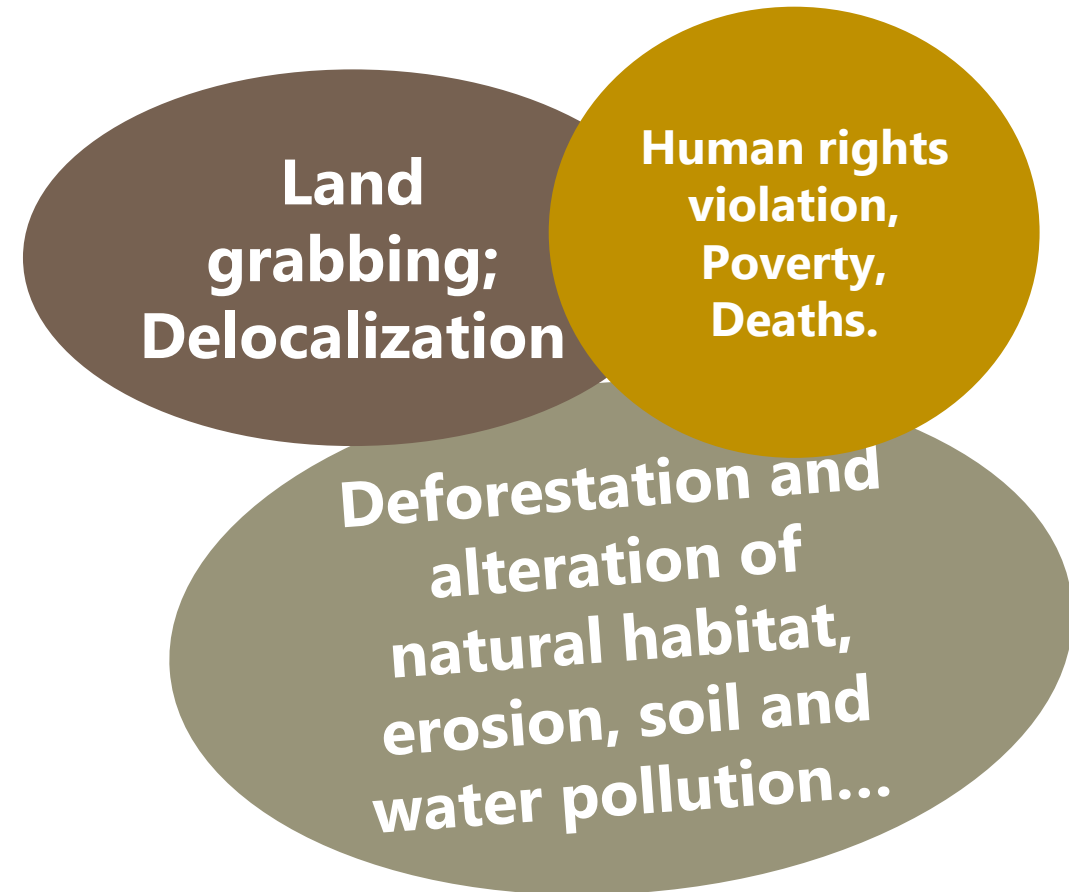 Land
grabbing;
Delocalization
Human rights
violation,
Poverty,
Deaths.
Deforestation and
alteration of
natural habitat,
erosion, soil and
water pollution…